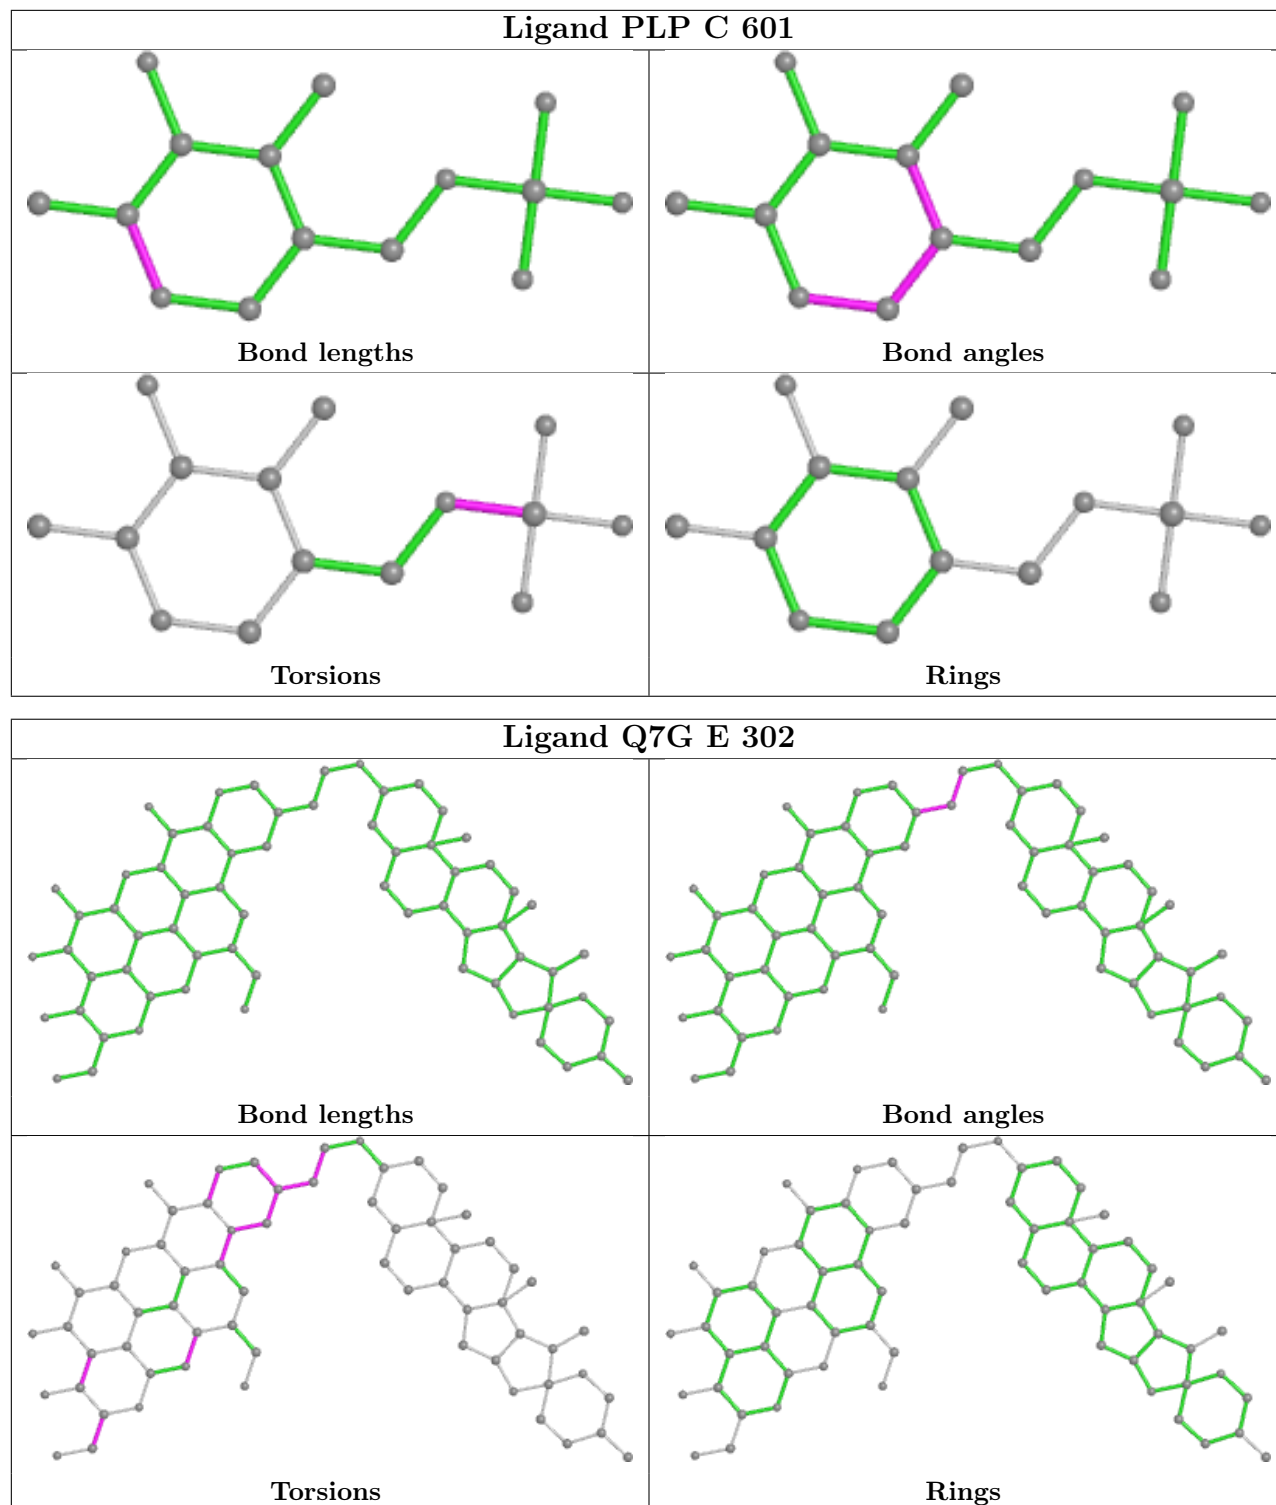 Ligand PLP C 601
Bond lengths
Bond angles
Torsions
Rings
Ligand Q7G E 302
Bond lengths
Bond angles
Torsions
Rings